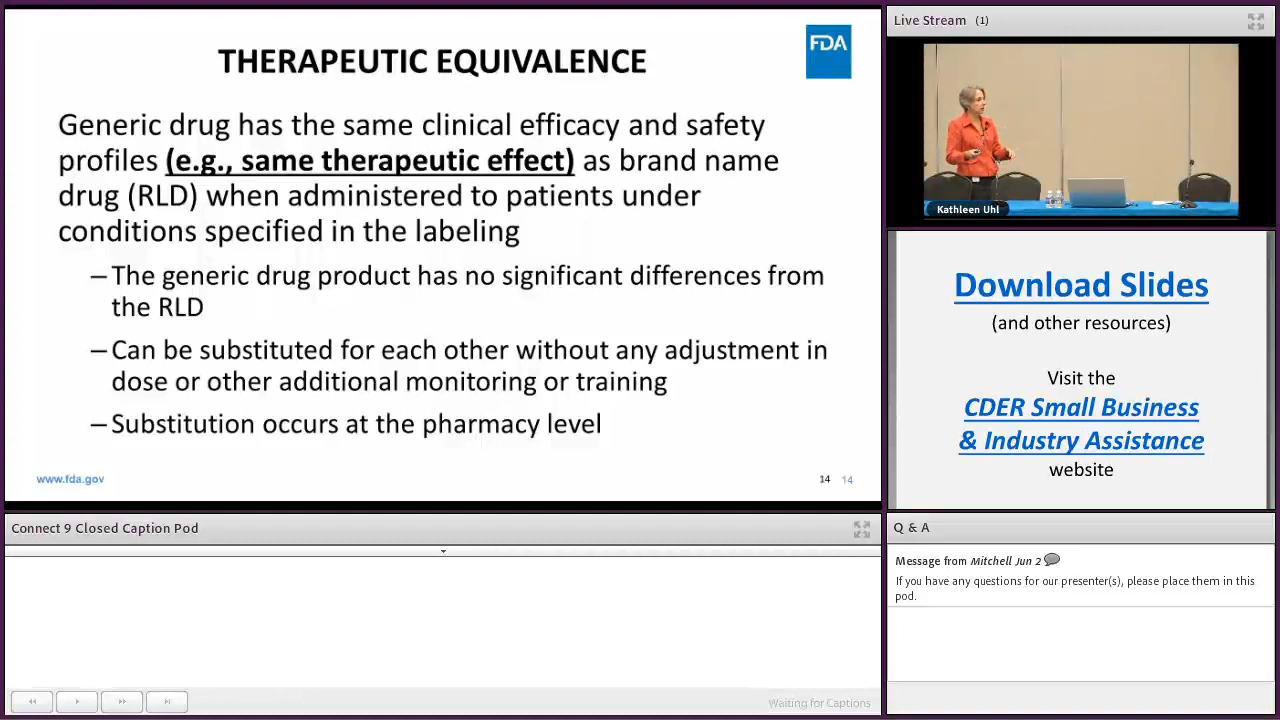 THERAPEUTIC EQUIVALENCE
FDA
Generic drug has the same clinical efficacy and safety
profiles (e.g., same therapeutic effect) as brand name
drug (RLD) when administered to patients under
conditions specified in the labeling
– The generic drug product has no significant differences from
the RLD
– Can be substituted for each other without any adjustment in
dose or other additional monitoring or training
– Substitution occurs at the pharmacy level
www.fda.gov
14 14
Live Stream (1)
Kathleen Uhl
Download Slides
(and other resources)
Visit the
CDER Small Business
& Industry Assistance
website
Connect 9 Closed Caption Pod
Waiting for Captions
Q & A
Message from Mitchell Jun 2
If you have any questions for our presenter(s), please place them in this
pod.